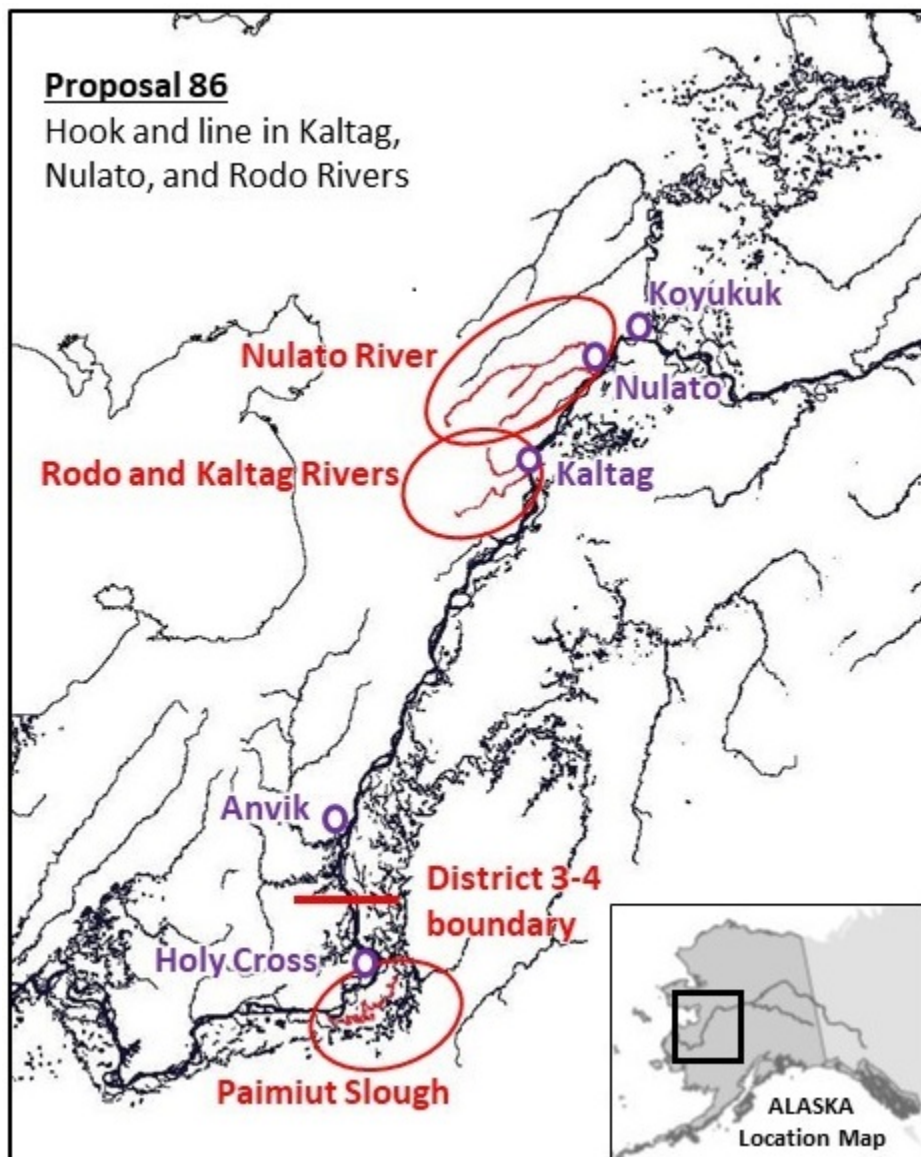 Proposal 86
Hook and line in Kaltag,
Nulato, and Rodo Rivers
Koyukuk
Nulato River
Nulato
Rodo and Kaltag Rivers
Kaltag
Anvik
District 3-4
boundary
Holy Cross
Paimiut Slough
ALASKA
Location Map